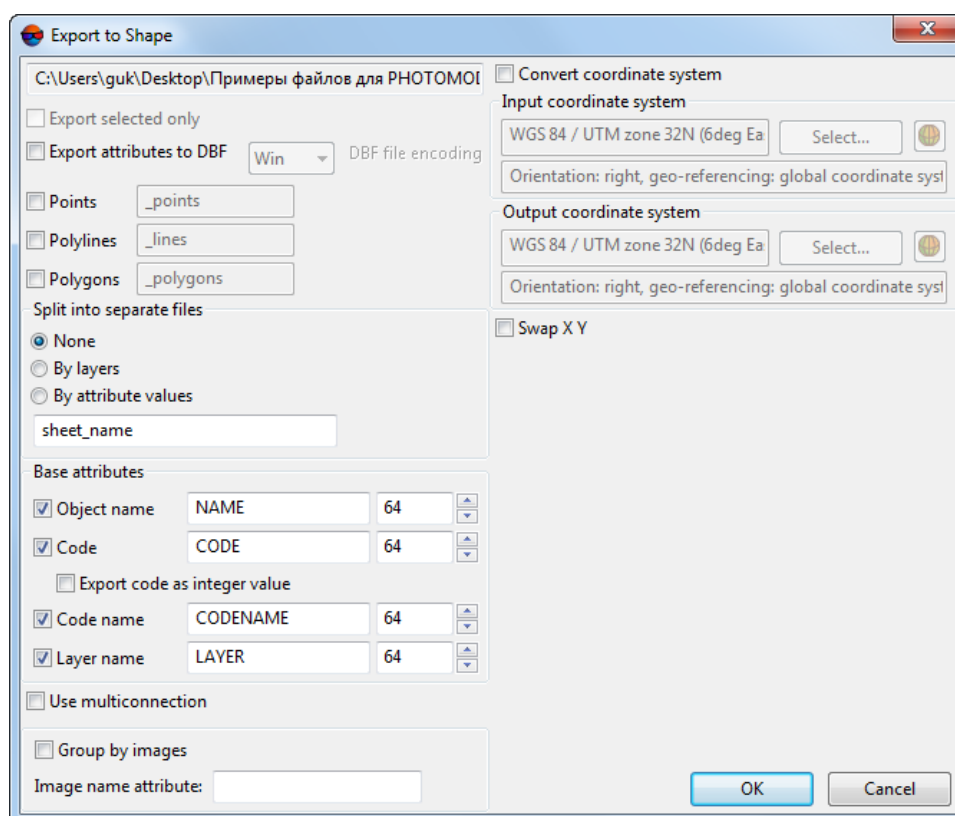 Export to Shape
C:\Users\guk\Desktop\Примеры файлов для PHOTOMOI
Export selected only
Export attributes to DBF Win DBF file encoding
Points _points
Polylines _lines
Polygons _polygons
Split into separate files
None
By layers
By attribute values
sheet_name
Base attributes
Object name NAME 64
Code CODE 64
Export code as integer value
Code name CODENAME 64
Layer name LAYER 64
Use multiconnection
Group by images
Image name attribute:
Convert coordinate system
Input coordinate system
WGS 84 / UTM zone 32N (6deg Ea Select...
Orientation: right, geo-referencing: global coordinate syst
Output coordinate system
WGS 84 / UTM zone 32N (6deg Ea Select...
Orientation: right, geo-referencing: global coordinate syst
Swap X Y
OK Cancel